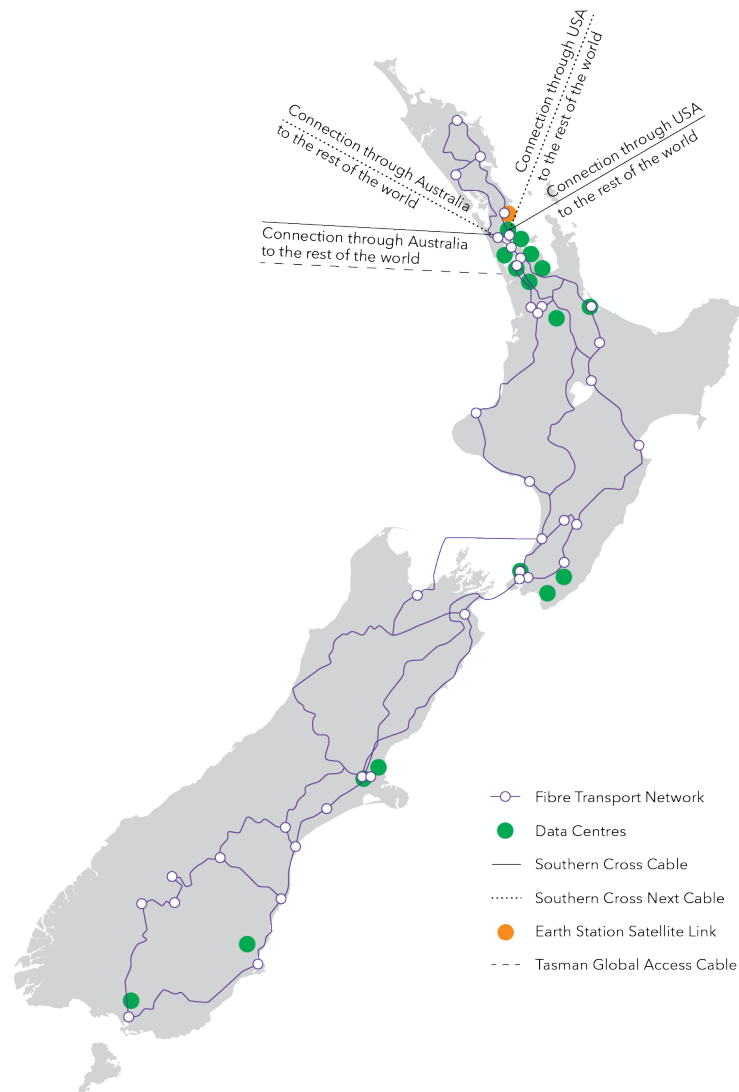 Connection through USA
to the rest of the world
Connection through Australia
to the rest of the world
Connection through USA
to the rest of the world
Connection through Australia
to the rest of the world
Fibre Transport Network
Data Centres
Southern Cross Cable
Southern Cross Next Cable
Earth Station Satellite Link
Tasman Global Access Cable